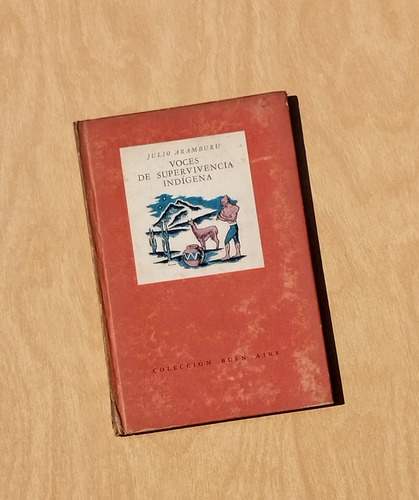 JULIO ARAMBURU
VOCES
DE SUPERVIVENCIA
INDÍGENA
COLECCIÓN BUEN AIRE